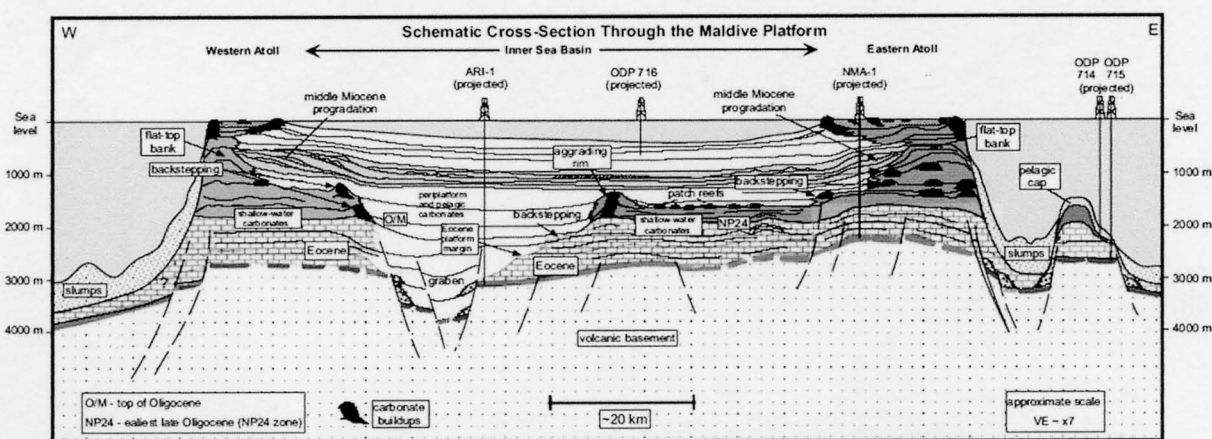 W
Schematic Cross-Section Through the Maldive Platform
E
Western Atoll
Inner Sea Basin
Eastern Atoll
ARI-1
(projected)
ODP 716
(projected)
NMA-1
(projected)
ODP ODP
714 715
(projected)
middle Miocene
progradation
middle Miocene
progradation
Sea
level
Sea
level
flat-top
bank
flat-top
bank
aggrading
rim
backstepping
backstepping
pelagic
cap
1000 m
1000 m
periplatform
and pelagic
carbonates
patch reefs
O/M
backstepping
shallow-water
carbonates
shallow-water
carbonates
NP24
2000 m
2000 m
Eocene
platform
margin
Eocene
Eocene
slumps
slumps
graben
?
3000 m
3000 m
4000 m
4000 m
volcanic basement
O/M - top of Oligocene
NP24 - ealiest late Oligocene (NP24 zone)
carbonate
buildups
~20 km
approximate scale
VE ~ x7